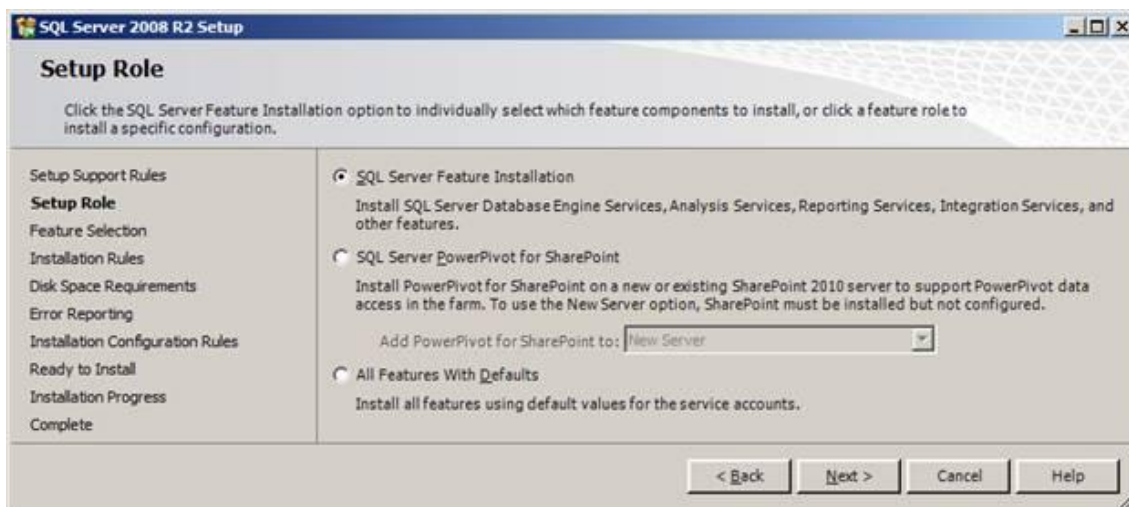 SQL Server 2008 R2 Setup
Setup Role
Click the SQL Server Feature Installation option to individually select which feature components to install, or click a feature role to
install a specific configuration.
Setup Support Rules
Setup Role
Feature Selection
Installation Rules
Disk Space Requirements
Error Reporting
Installation Configuration Rules
Ready to Install
Installation Progress
Complete
SQL Server Feature Installation
Install SQL Server Database Engine Services, Analysis Services, Reporting Services, Integration Services, and
other features.
SQL Server PowerPivot for SharePoint
Install PowerPivot for SharePoint on a new or existing SharePoint 2010 server to support PowerPivot data
access in the farm. To use the New Server option, SharePoint must be installed but not configured.
Add PowerPivot for SharePoint to: New Server
All Features With Defaults
Install all features using default values for the service accounts.
< Back Next > Cancel Help